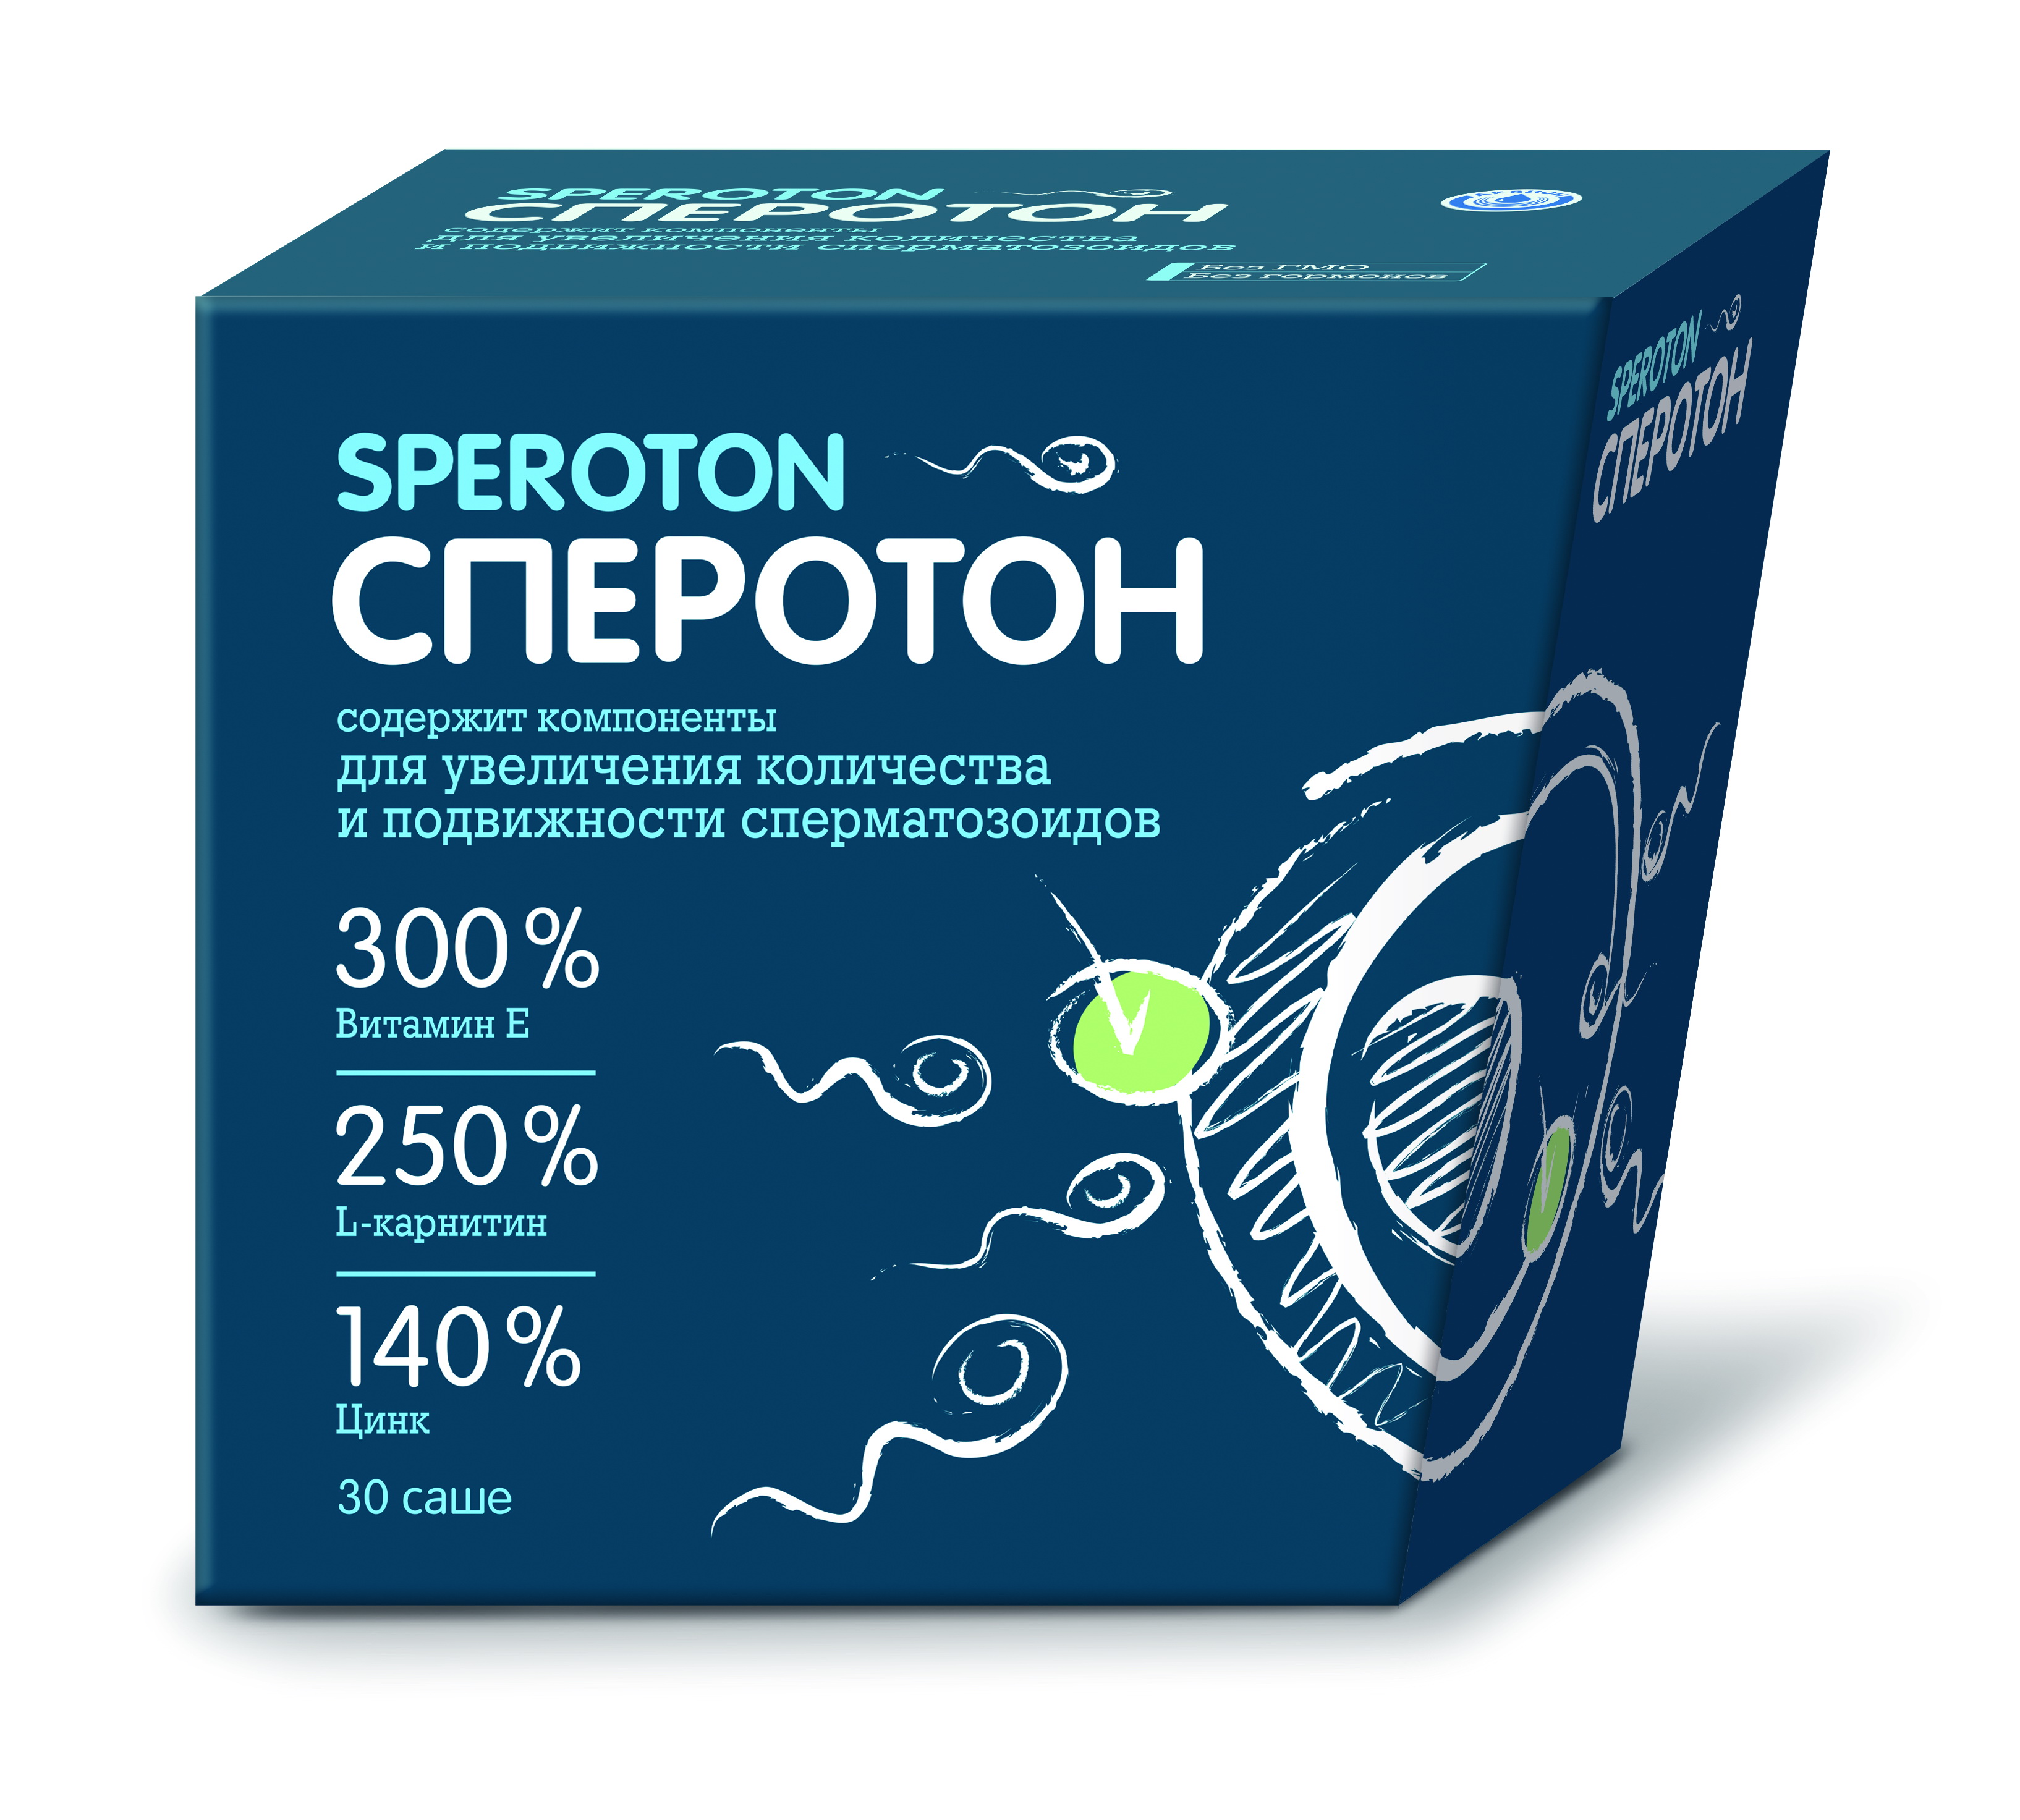 SPEROTON
СПЕРОТОН
содержит компоненты
для увеличения количества
и подвижности сперматозоидов
Без ГМО
Без гормонов
SPEROTON
СПЕРОТОН
содержит компоненты
для увеличения количества
и подвижности сперматозоидов
300%
Витамин Е
250%
L-карнитин
140%
Цинк
30 саше
SPEROTON
СПЕРОТОН